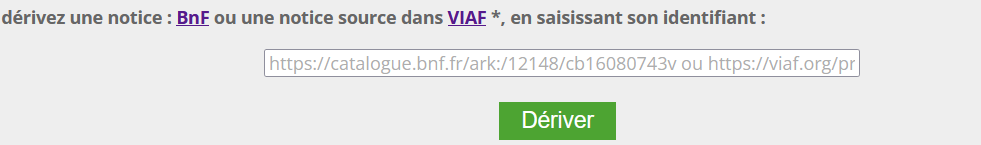 dérivez une notice : BnF ou une notice source dans VIAF *, en saisissant son identifiant :
https://catalogue.bnf.fr/ark:/12148/cb16080743v ou https://viaf.org/pr
Dériver